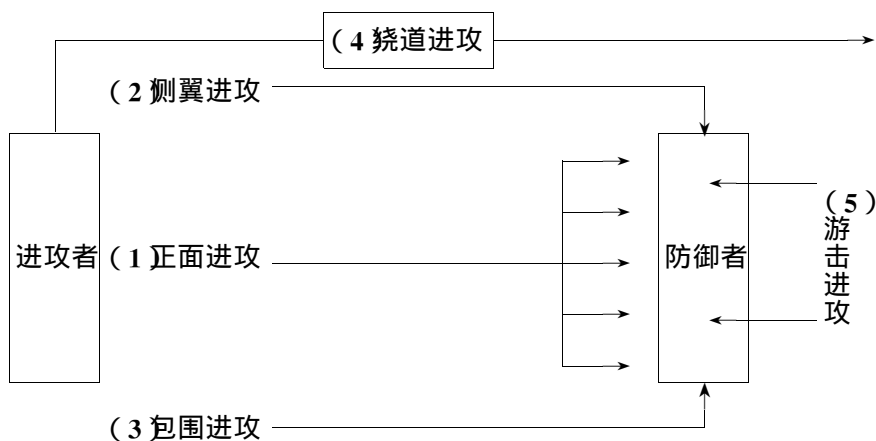 （4）绕道进攻
（2）侧翼进攻
进攻者
（1）正面进攻
防御者
（5）
游击进攻
（3）包围进攻